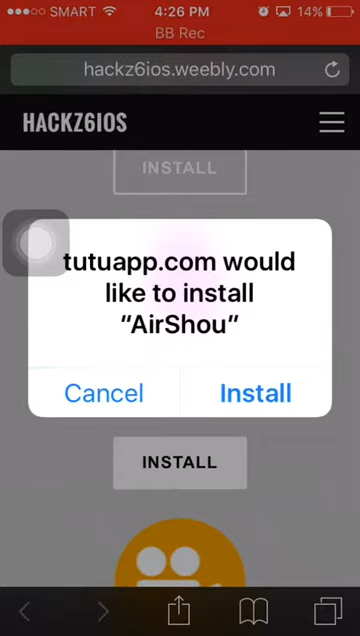 SMART 4:26 PM 14%
BB Rec
hackz6ios.weebly.com
HACKZ6IOS
INSTALL
tutuapp.com would
like to install
“AirShou”
Cancel Install
INSTALL